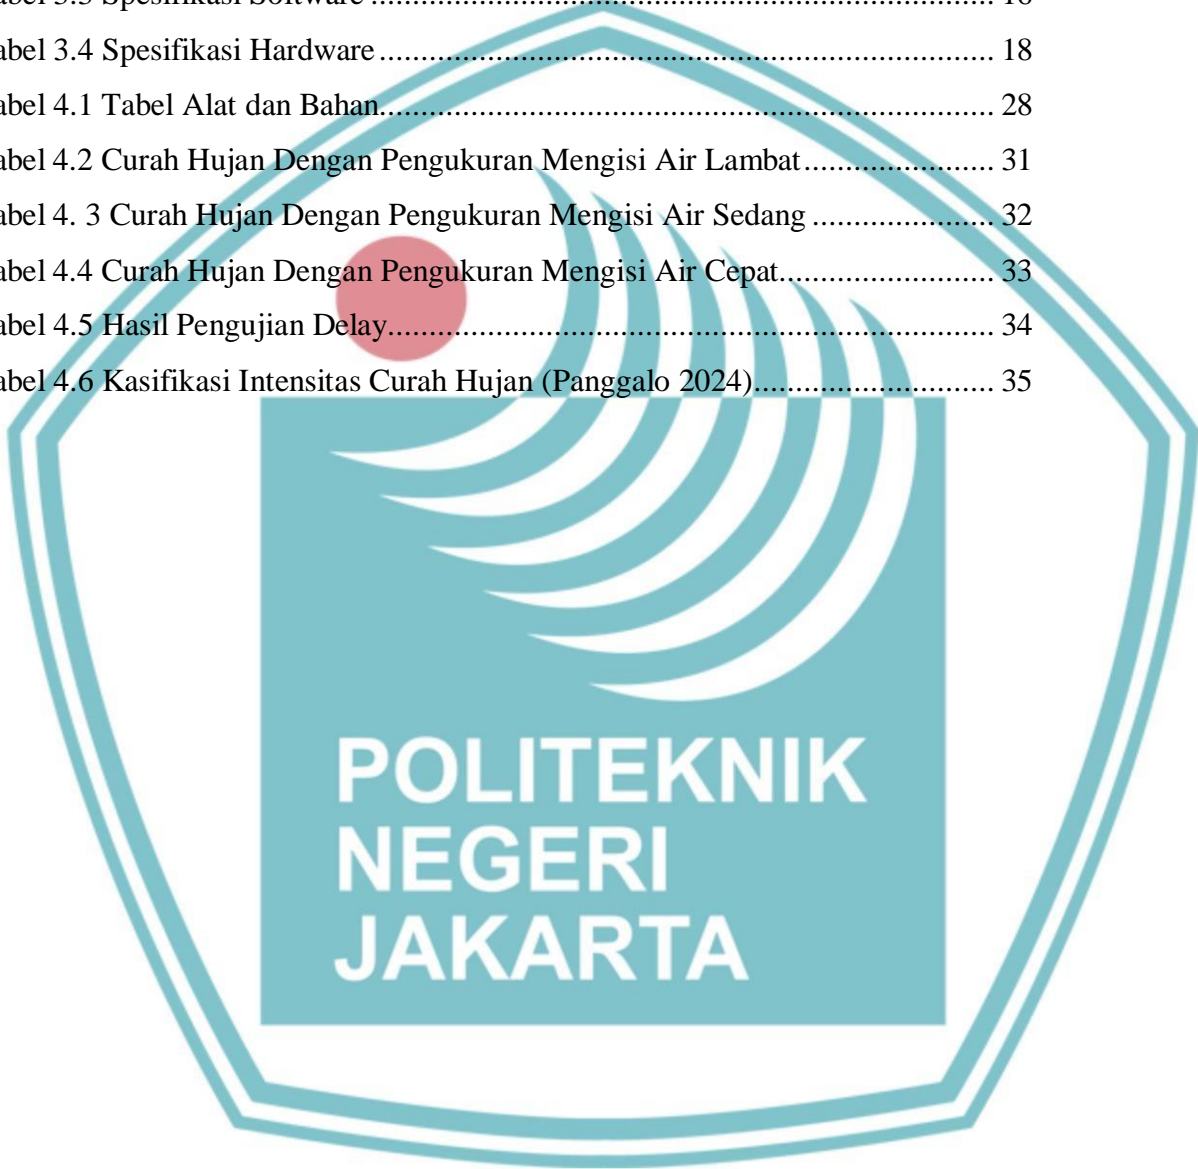 abel 3.4 Spesifikasi Hardware ........................................................................... 18
abel 4.1 Tabel Alat dan Bahan........................................................................... 28
abel 4.2 Curah Hujan Dengan Pengukuran Mengisi Air Lambat ....................... 31
abel 4. 3 Curah Hujan Dengan Pengukuran Mengisi Air Sedang ...................... 32
abel 4.4 Curah Hujan Dengan Pengukuran Mengisi Air Cepat.......................... 33
abel 4.5 Hasil Pengujian Delay.......................................................................... 34
abel 4.6 Kasifikasi Intensitas Curah Hujan (Panggalo 2024)............................. 35
POLITEKNIK
NEGERI
JAKARTA